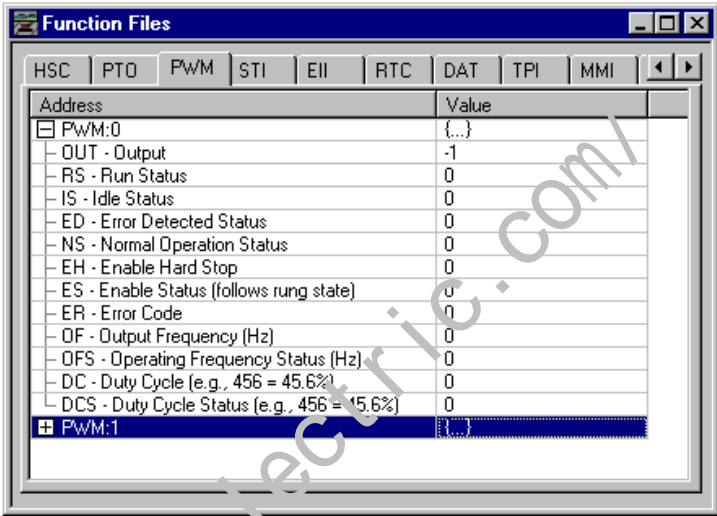 Function Files
HSC PTO PWM STI EII RTC DAT TPI MMI
Address Value
PWM:0 {...}
OUT - Output -1
RS - Run Status 0
IS - Idle Status 0
ED - Error Detected Status 0
NS - Normal Operation Status 0
EH - Enable Hard Stop 0
ES - Enable Status (follows rung state) 0
ER - Error Code 0
OF - Output Frequency (Hz) 0
OFS - Operating Frequency Status (Hz) 0
DC - Duty Cycle (e.g., 456 = 45.6%) 0
DCS - Duty Cycle Status (e.g., 456 = 45.6%) 0
PWM:1 {...}
lectric.com/